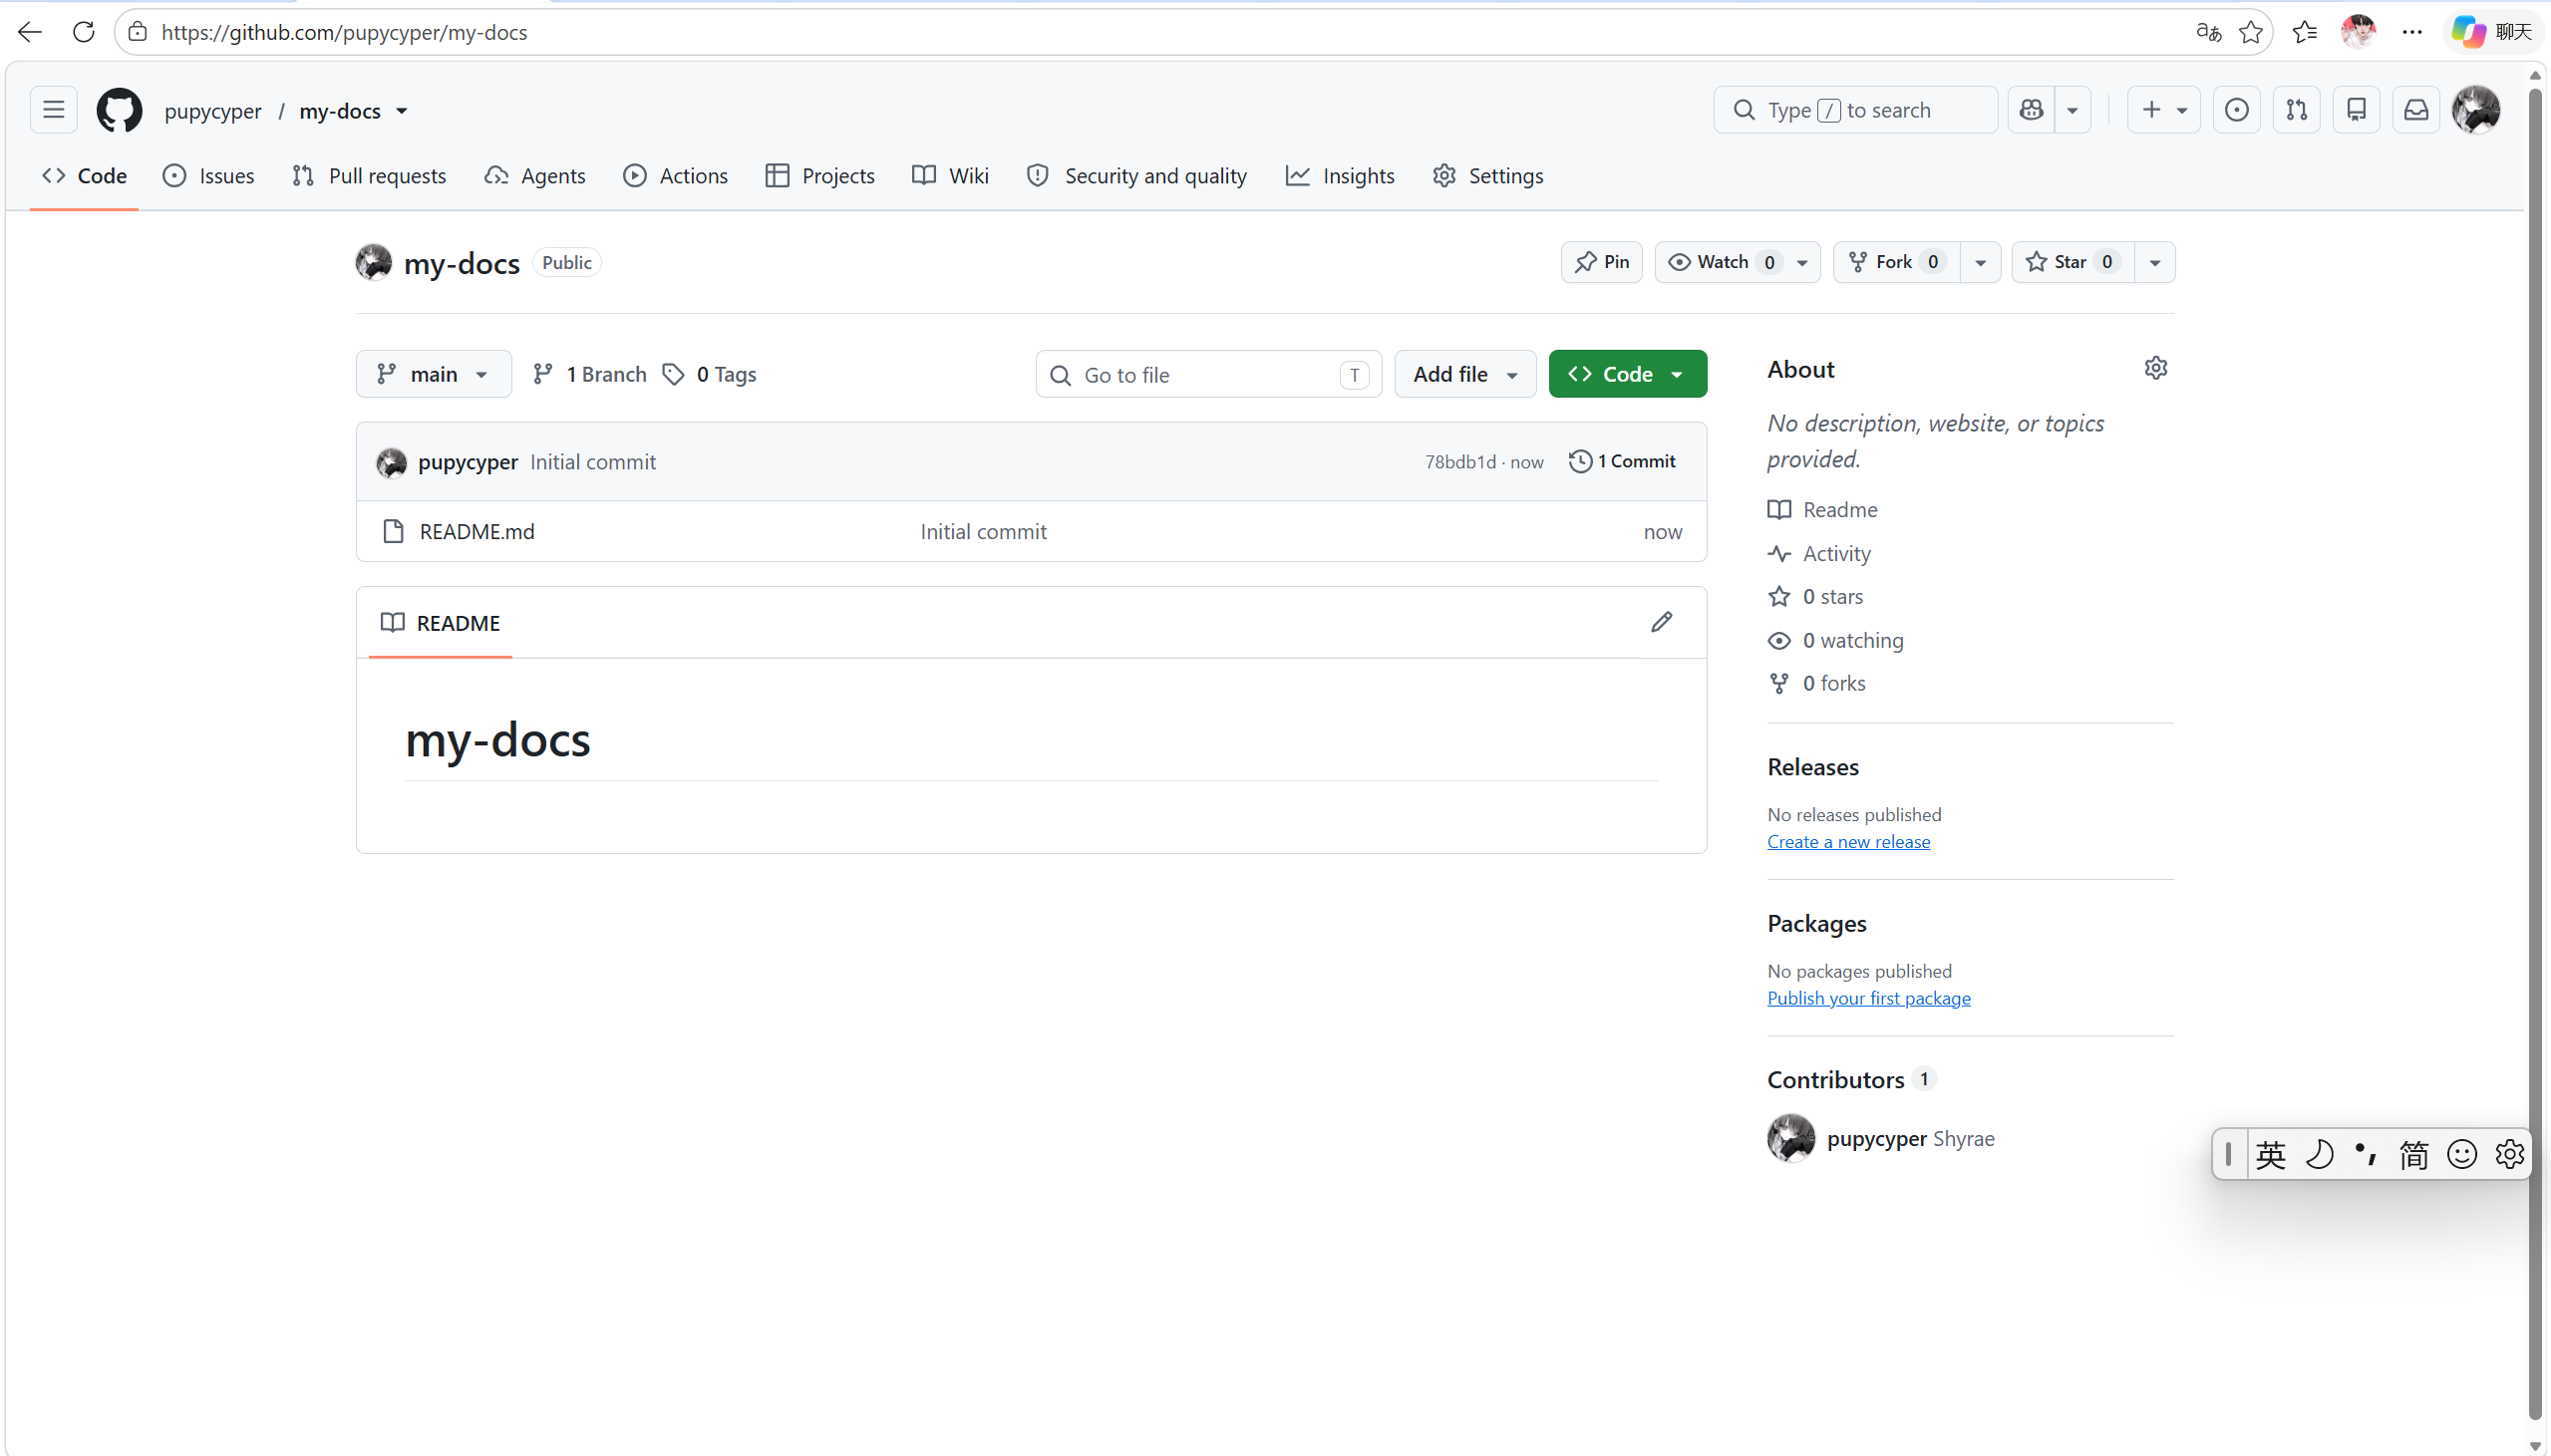 https://github.com/pupycyper/my-docs
聊天
pupycyper / my-docs
Type / to search
Code Issues Pull requests Agents Actions Projects Wiki Security and quality Insights Settings
my-docs Public
Pin Watch 0 Fork 0 Star 0
main 1 Branch 0 Tags
Go to file T
Add file
Code
pupycyper Initial commit 78bdb1d · now 1 Commit
README.md Initial commit now
README
my-docs
About
No description, website, or topics
provided.
Readme
Activity
0 stars
0 watching
0 forks
Releases
No releases published
Create a new release
Packages
No packages published
Publish your first package
Contributors 1
pupycyper Shyrae
英 简